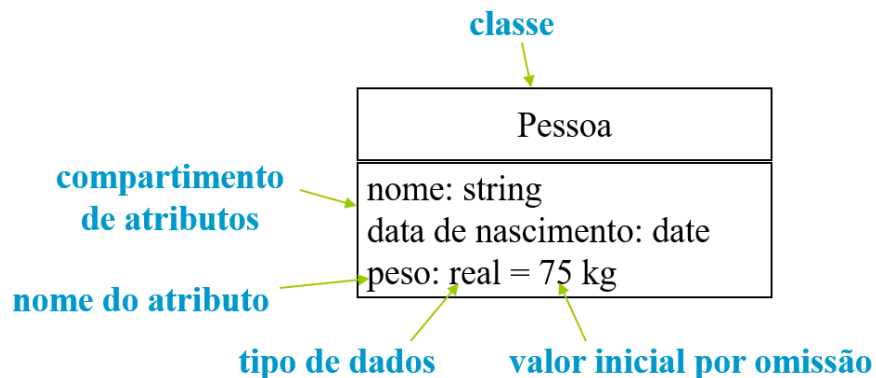 classe
Pessoa
compartimento
de atributos
nome: string
data de nascimento: date
peso: real = 75 kg
nome do atributo
tipo de dados
valor inicial por omissão